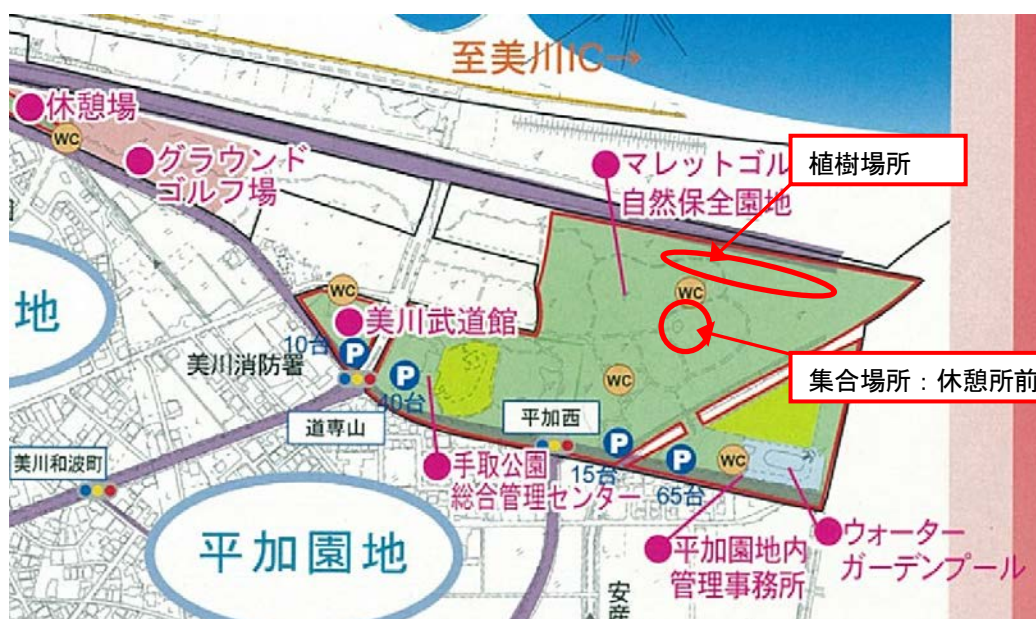 至美川IC→
休憩場
WC
グラウンド
ゴルフ場
マレットゴル
自然保全園地
植樹場所
WC
地
WC
美川武道館
10台
P
美川消防署
P
40台
WC
集合場所：休憩所前
道専山
平加西
P
15台
P
65台
WC
美川和波町
手取公園
総合管理センター
平加園地
平加園地内
管理事務所
ウォーター
ガーデンプール
安
産